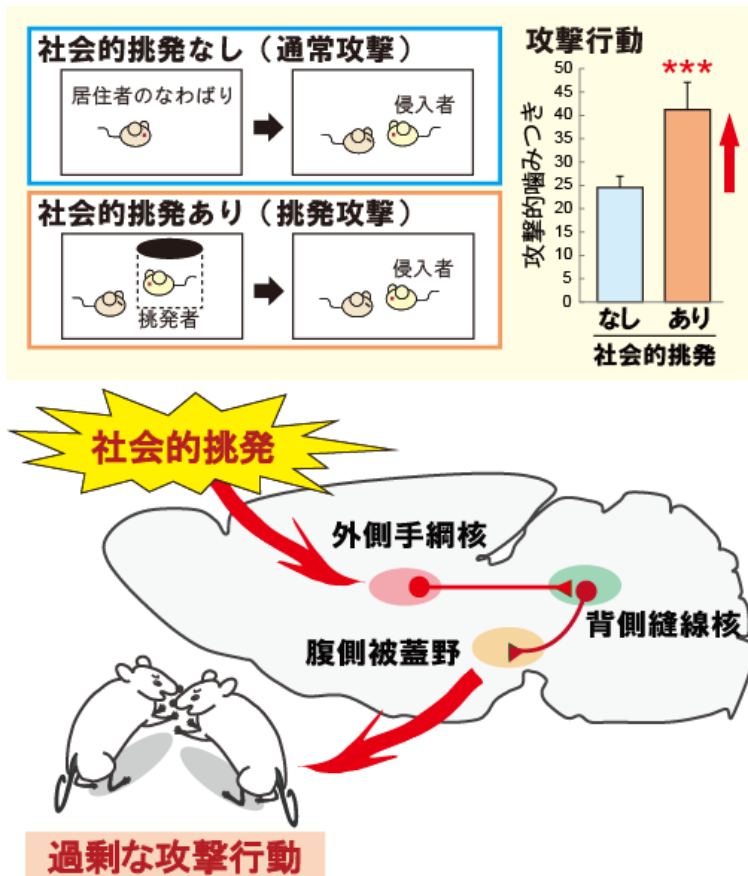 社会的挑発なし（通常攻撃）
居住者のなわばり
侵入者
社会的挑発あり（挑発攻撃）
挑発者
侵入者
攻撃行動
攻撃的噛みつき
50
45
40
35
30
25
20
15
10
5
0
***
なし
あり
社会的挑発
社会的挑発
外側手綱核
背側縫線核
腹側被蓋野
過剰な攻撃行動